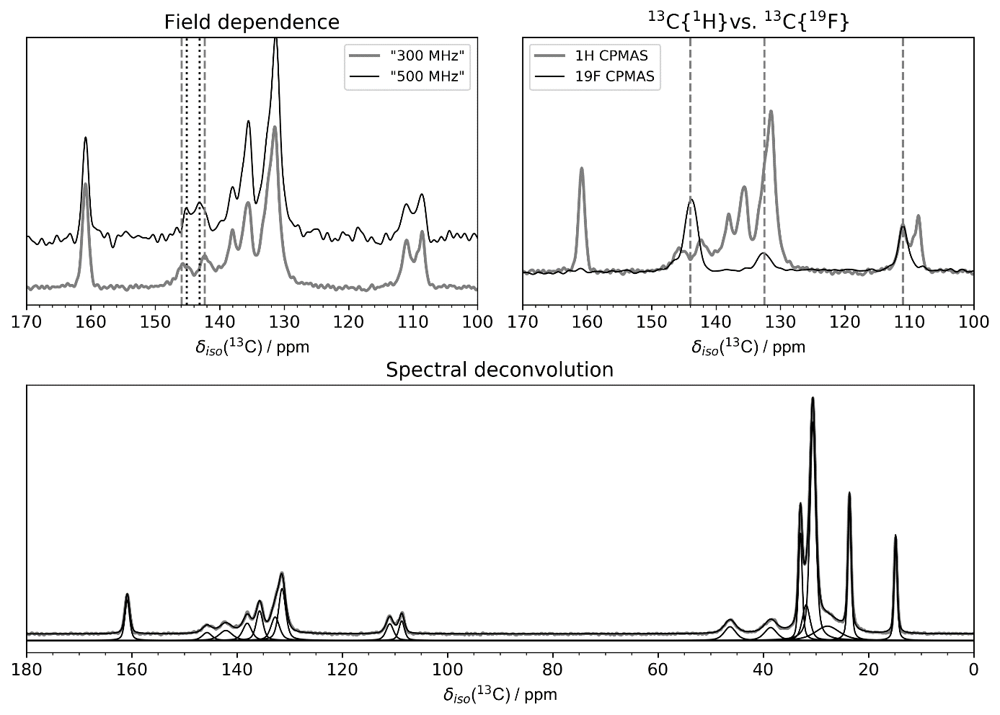 Field dependence
"300 MHz"
"500 MHz"
170 160 150 140 130 120 110 100
δiso(¹³C) / ppm
¹³C{¹H}vs. ¹³C{¹⁹F}
1H CPMAS
19F CPMAS
170 160 150 140 130 120 110 100
δiso(¹³C) / ppm
Spectral deconvolution
180 160 140 120 100 80 60 40 20 0
δiso(¹³C) / ppm